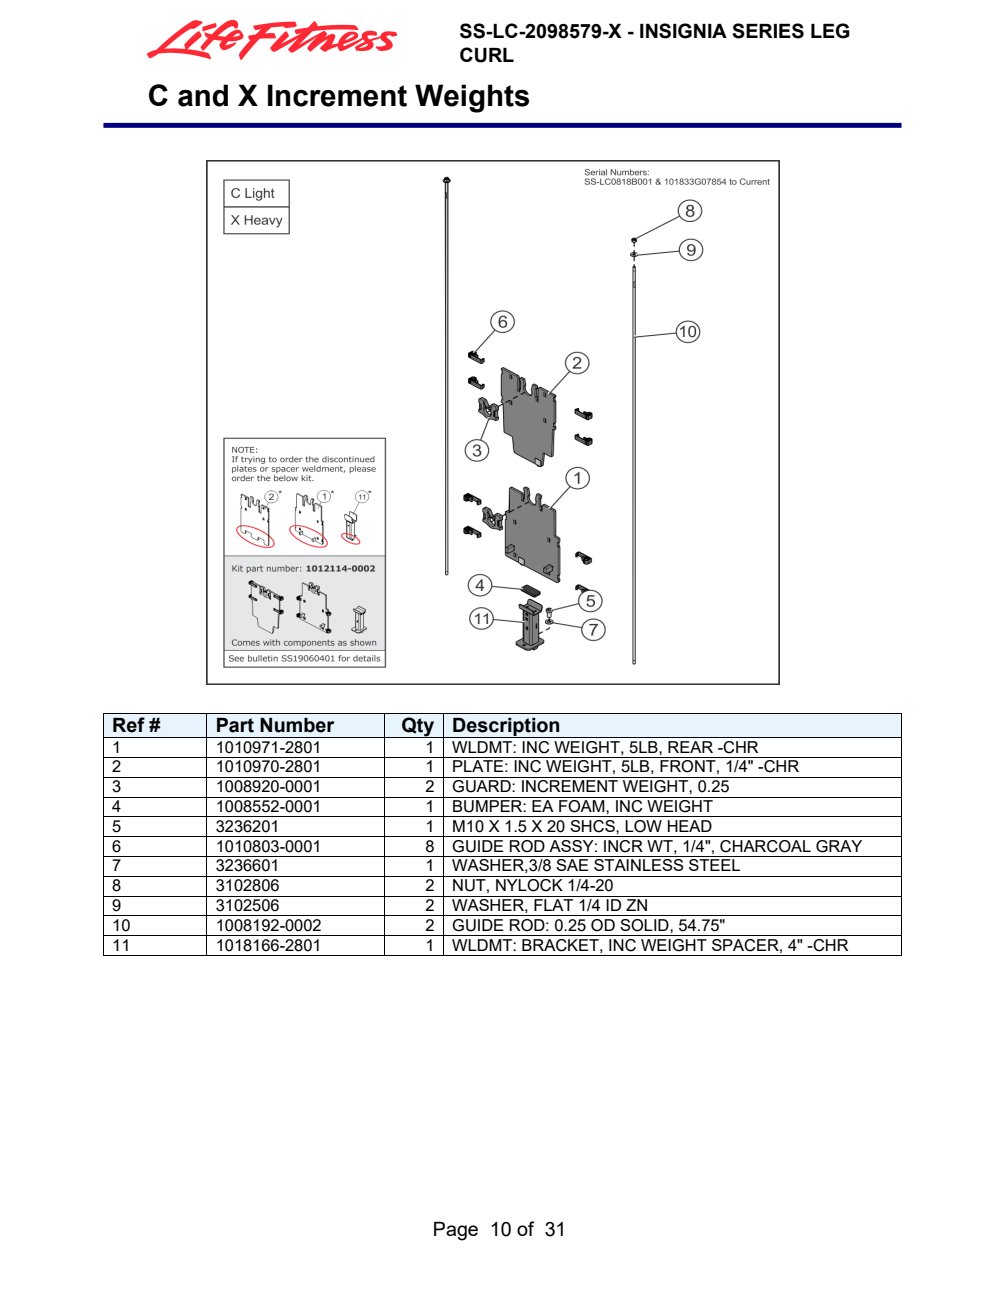 Life Fitness
SS-LC-2098579-X - INSIGNIA SERIES LEG
CURL
C and X Increment Weights
Serial Numbers:
SS-LC0818B001 & 101833G07854 to Current
C Light
X Heavy
8
9
10
6
2
3
1
4
5
11
7
NOTE:
If trying to order the discontinued
plates or spacer weldment, please
order the below kit.
2*
1*
11*
Kit part number: 1012114-0002
Comes with components as shown
See bulletin SS19060401 for details
Ref # Part Number Qty Description
1 1010971-2801 1 WLDMT: INC WEIGHT, 5LB, REAR -CHR
2 1010970-2801 1 PLATE: INC WEIGHT, 5LB, FRONT, 1/4" -CHR
3 1008920-0001 2 GUARD: INCREMENT WEIGHT, 0.25
4 1008552-0001 1 BUMPER: EA FOAM, INC WEIGHT
5 3236201 1 M10 X 1.5 X 20 SHCS, LOW HEAD
6 1010803-0001 8 GUIDE ROD ASSY: INCR WT, 1/4", CHARCOAL GRAY
7 3236601 1 WASHER,3/8 SAE STAINLESS STEEL
8 3102806 2 NUT, NYLOCK 1/4-20
9 3102506 2 WASHER, FLAT 1/4 ID ZN
10 1008192-0002 2 GUIDE ROD: 0.25 OD SOLID, 54.75"
11 1018166-2801 1 WLDMT: BRACKET, INC WEIGHT SPACER, 4" -CHR
Page 10 of 31